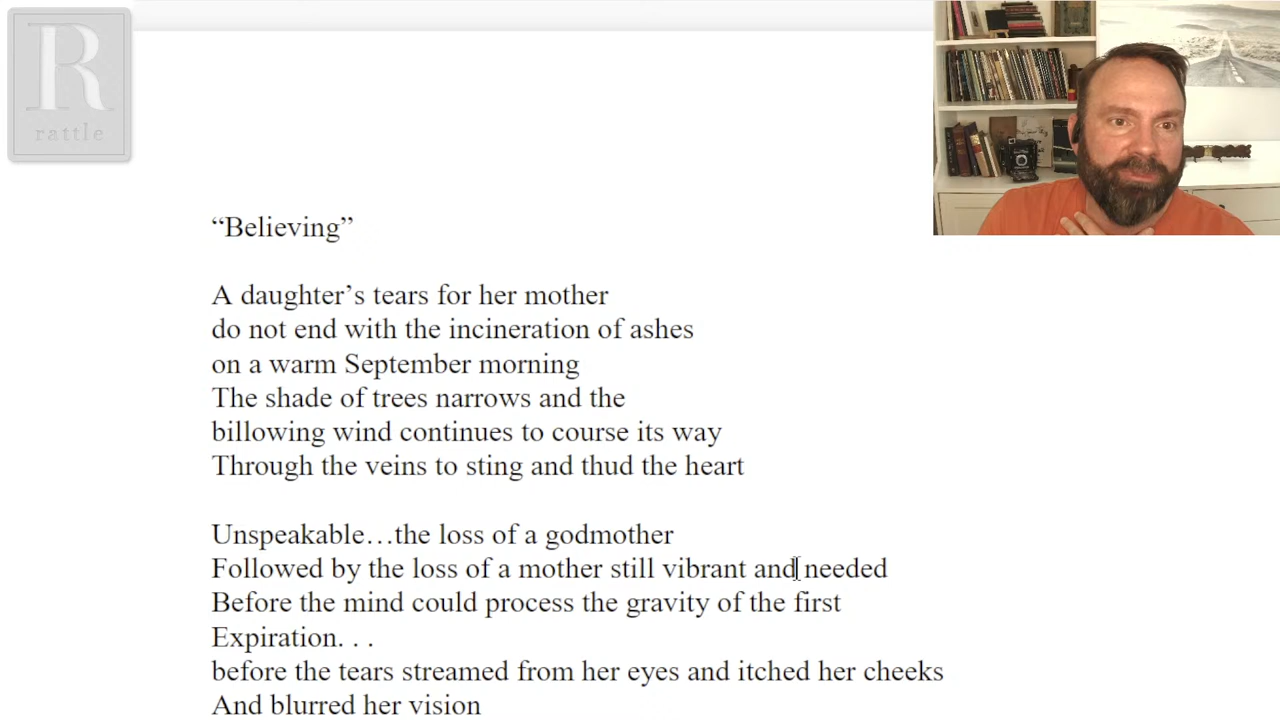 R
rattle
“Believing”
A daughter’s tears for her mother
do not end with the incineration of ashes
on a warm September morning
The shade of trees narrows and the
billowing wind continues to course its way
Through the veins to sting and thud the heart
Unspeakable…the loss of a godmother
Followed by the loss of a mother still vibrant and needed
Before the mind could process the gravity of the first
Expiration. . .
before the tears streamed from her eyes and itched her cheeks
And blurred her vision